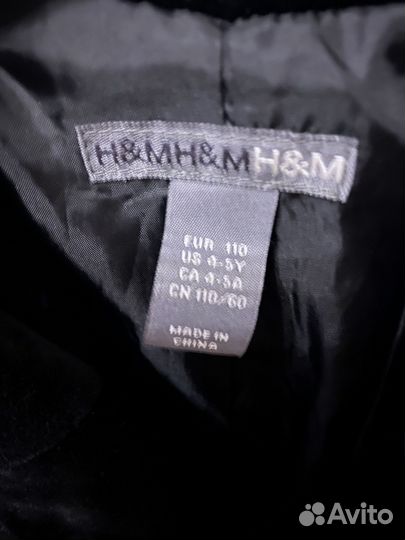 H&MH&MH&M
EUR 110
US 4-5Y
CA 4-5A
CN 110/60
MADE IN
CHINA
Avito